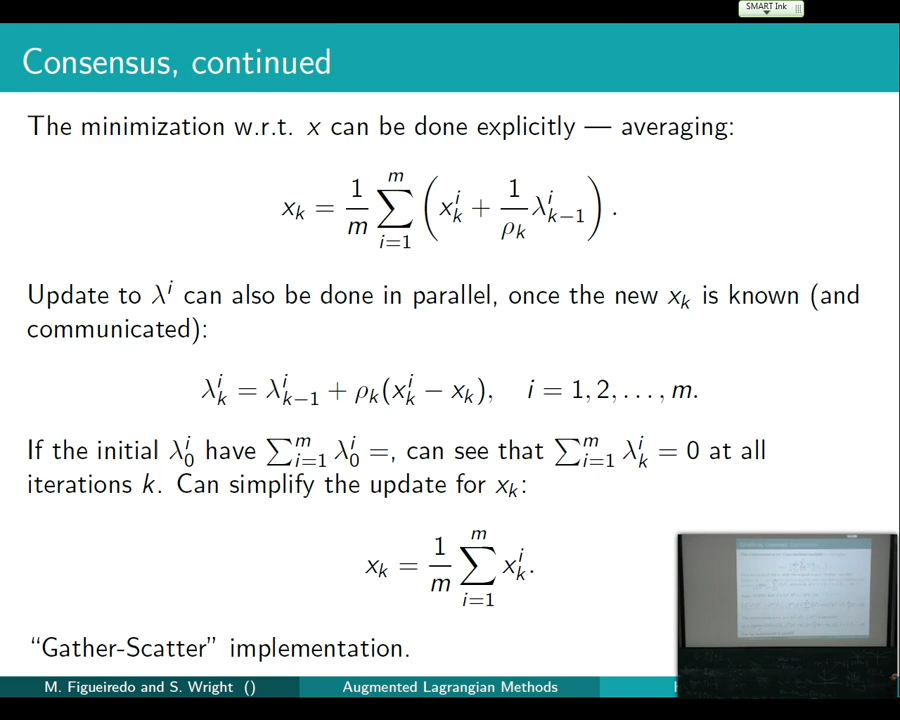 SMART Ink
Consensus, continued
The minimization w.r.t. x can be done explicitly — averaging:
x_k = \frac{1}{m} \sum_{i=1}^{m} \left( x_k^i + \frac{1}{\rho_k} \lambda_{k-1}^i \right).
Update to λ^i can also be done in parallel, once the new x_k is known (and
communicated):
λ_k^i = λ_{k-1}^i + ρ_k(x_k^i − x_k), i = 1, 2, . . . , m.
If the initial λ_0^i have \sum_{i=1}^{m} λ_0^i =, can see that \sum_{i=1}^{m} λ_k^i = 0 at all
iterations k. Can simplify the update for x_k:
x_k = \frac{1}{m} \sum_{i=1}^{m} x_k^i.
“Gather-Scatter” implementation.
M. Figueiredo and S. Wright () Augmented Lagrangian Methods